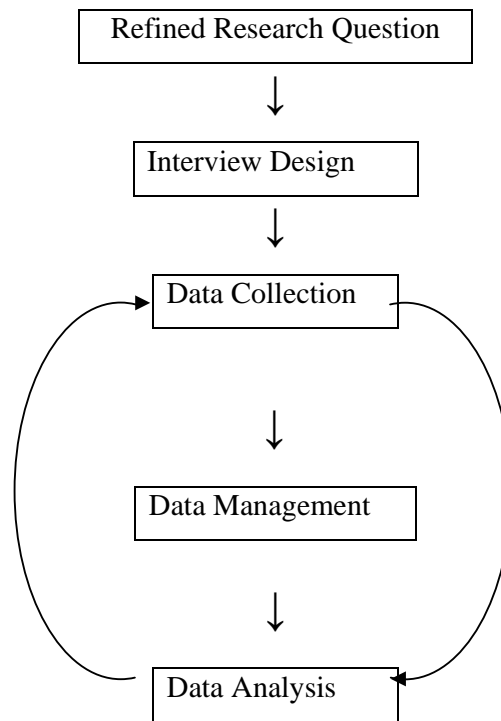 Refined Research Question
Interview Design
Data Collection
Data Management
Data Analysis